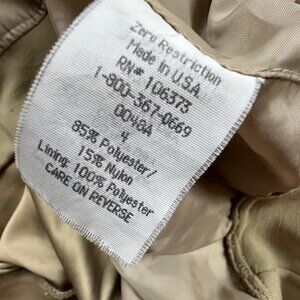 Zero Restriction
Made in U.S.A.
RN# 106373
1-800-367-0669
0048A
4
85% Polyester/
15% Nylon
Lining: 100% Polyester
CARE ON REVERSE